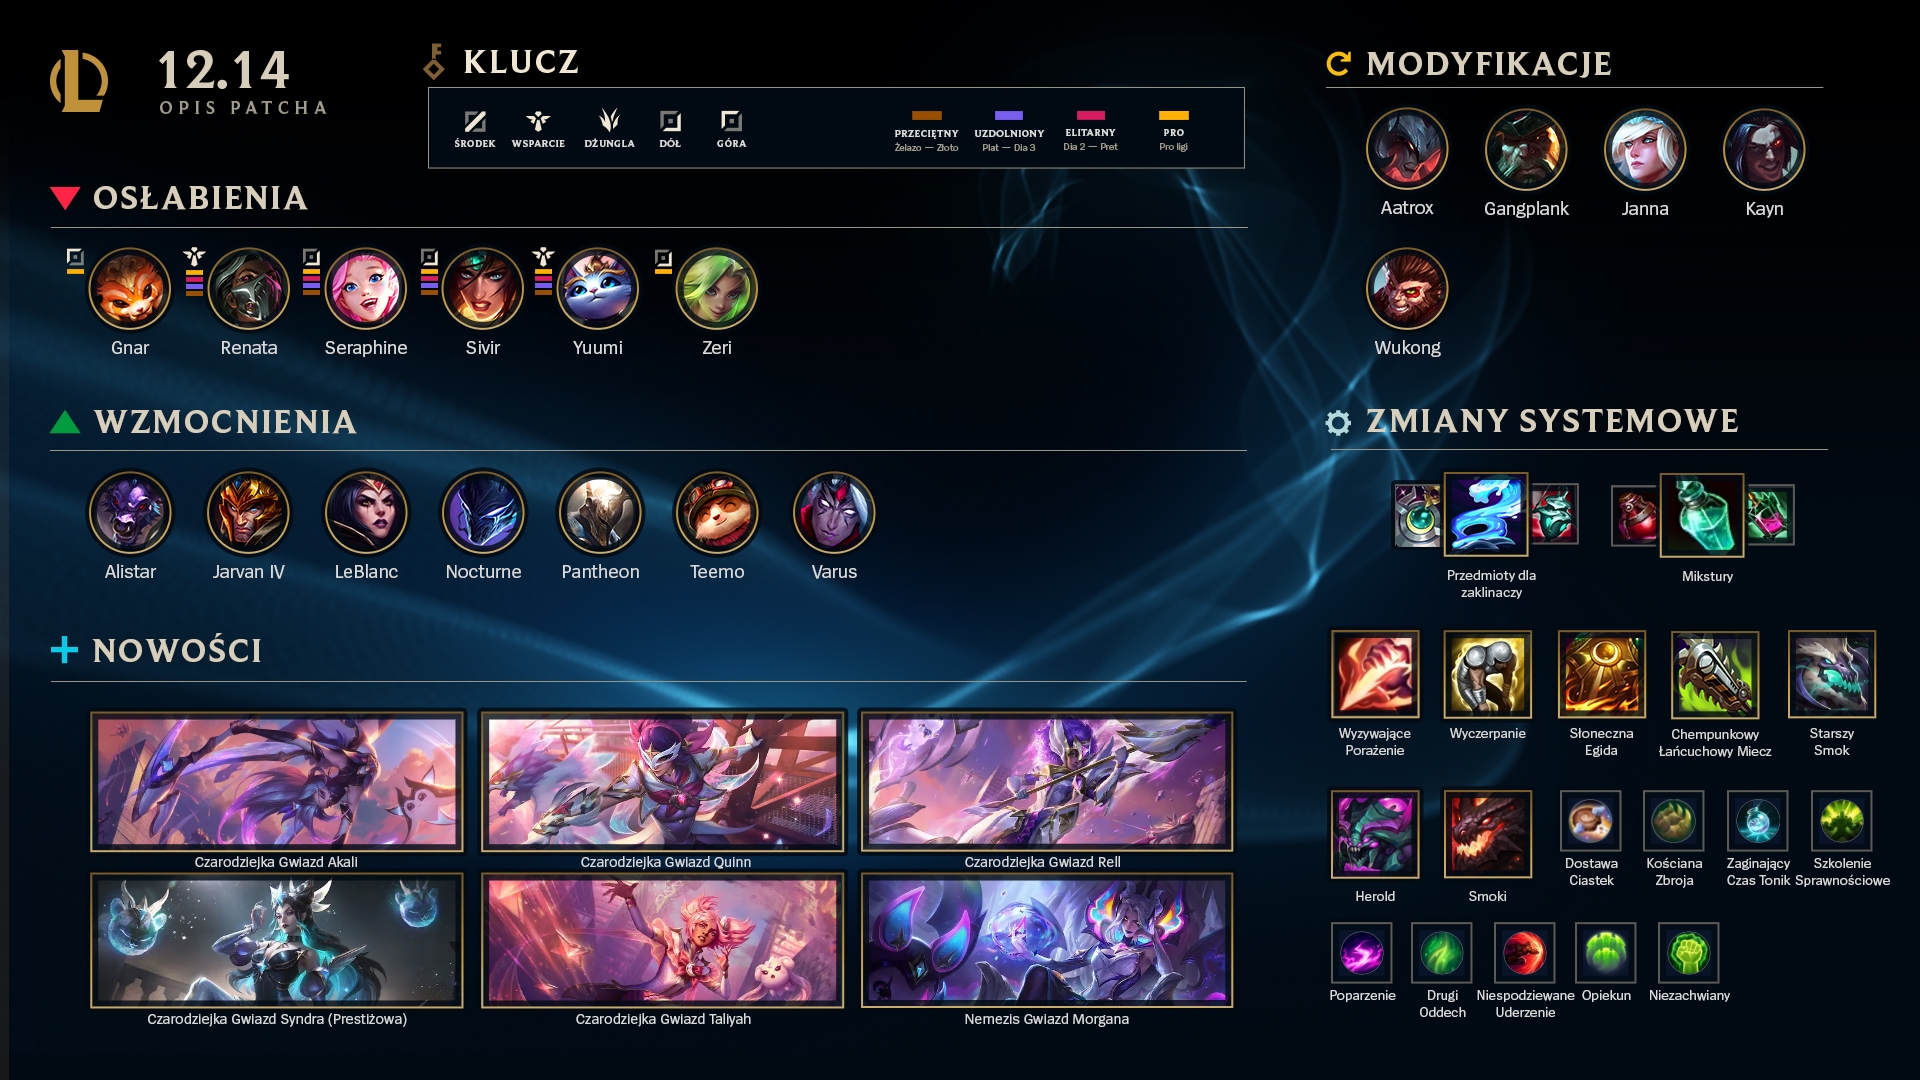 12.14
OPIS PATCHA
KLUCZ
ŚRODEK WSPARCIE DŻUNGLA DÓŁ GÓRA
PRZECIĘTNY UZDOLNIONY ELITARNY PRO
Żelazo — Złoto Plat — Dia 3 Dia 2 — Pret Pro ligi
OSŁABIENIA
Gnar Renata Seraphine Sivir Yuumi Zeri
WZMOCNIENIA
Alistar Jarvan IV LeBlanc Nocturne Pantheon Teemo Varus
NOWOŚCI
Czarodziejka Gwiazd Akali Czarodziejka Gwiazd Quinn Czarodziejka Gwiazd Rell
Czarodziejka Gwiazd Syndra (Prestiżowa) Czarodziejka Gwiazd Taliyah Nemezis Gwiazd Morgana
MODYFIKACJE
Aatrox Gangplank Janna Kayn
Wukong
ZMIANY SYSTEMOWE
Przedmioty dla
zaklinaczy
Mikstury
Wyzywające
Porażenie
Wyczerpanie
Słoneczna
Egida
Chempunkowy
Łańcuchowy Miecz
Starszy
Smok
Herold
Smoki
Dostawa
Ciastek
Kościana
Zbroja
Zaginający
Czas Tonik
Szkolenie
Sprawnościowe
Poparzenie
Drugi
Oddech
Niespodziewane
Uderzenie
Opiekun
Niezachwiany